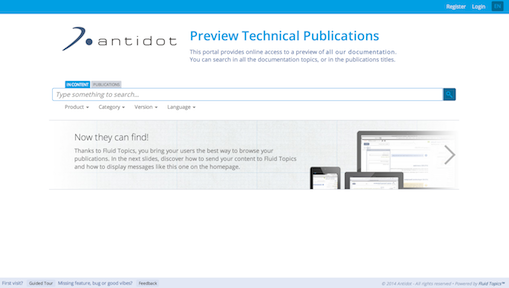 Register Login EN
antidot
Preview Technical Publications
This portal provides online access to a preview of all our documentation.
You can search in all the documentation topics, or in the publications titles.
IN CONTENT PUBLICATIONS
Type something to search...
Product Category Version Language
Now they can find!
Thanks to Fluid Topics, you bring your users the best way to browse your
publications. In the next slides, discover how to send your content to Fluid Topics
and how to display messages like this one on the homepage.
First visit? Guided Tour Missing feature, bug or good vibes? Feedback
© 2016 Antidot - All rights reserved - Powered by Fluid Topics™